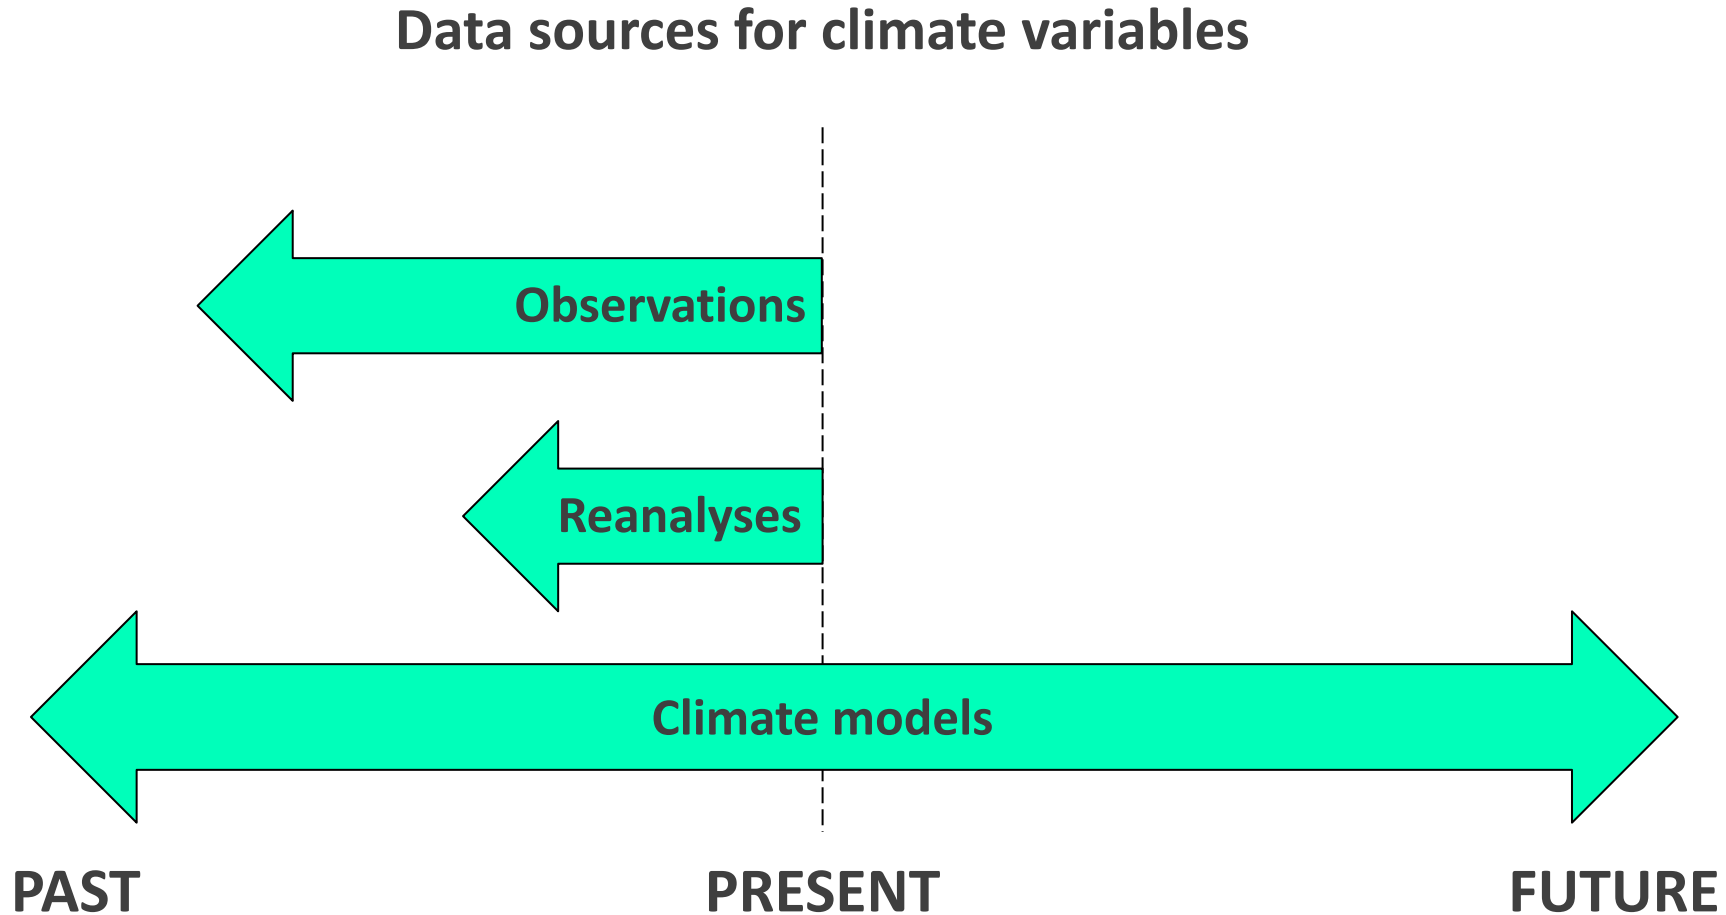 Data sources for climate variables
Observations
Reanalyses
Climate models
PAST PRESENT FUTURE